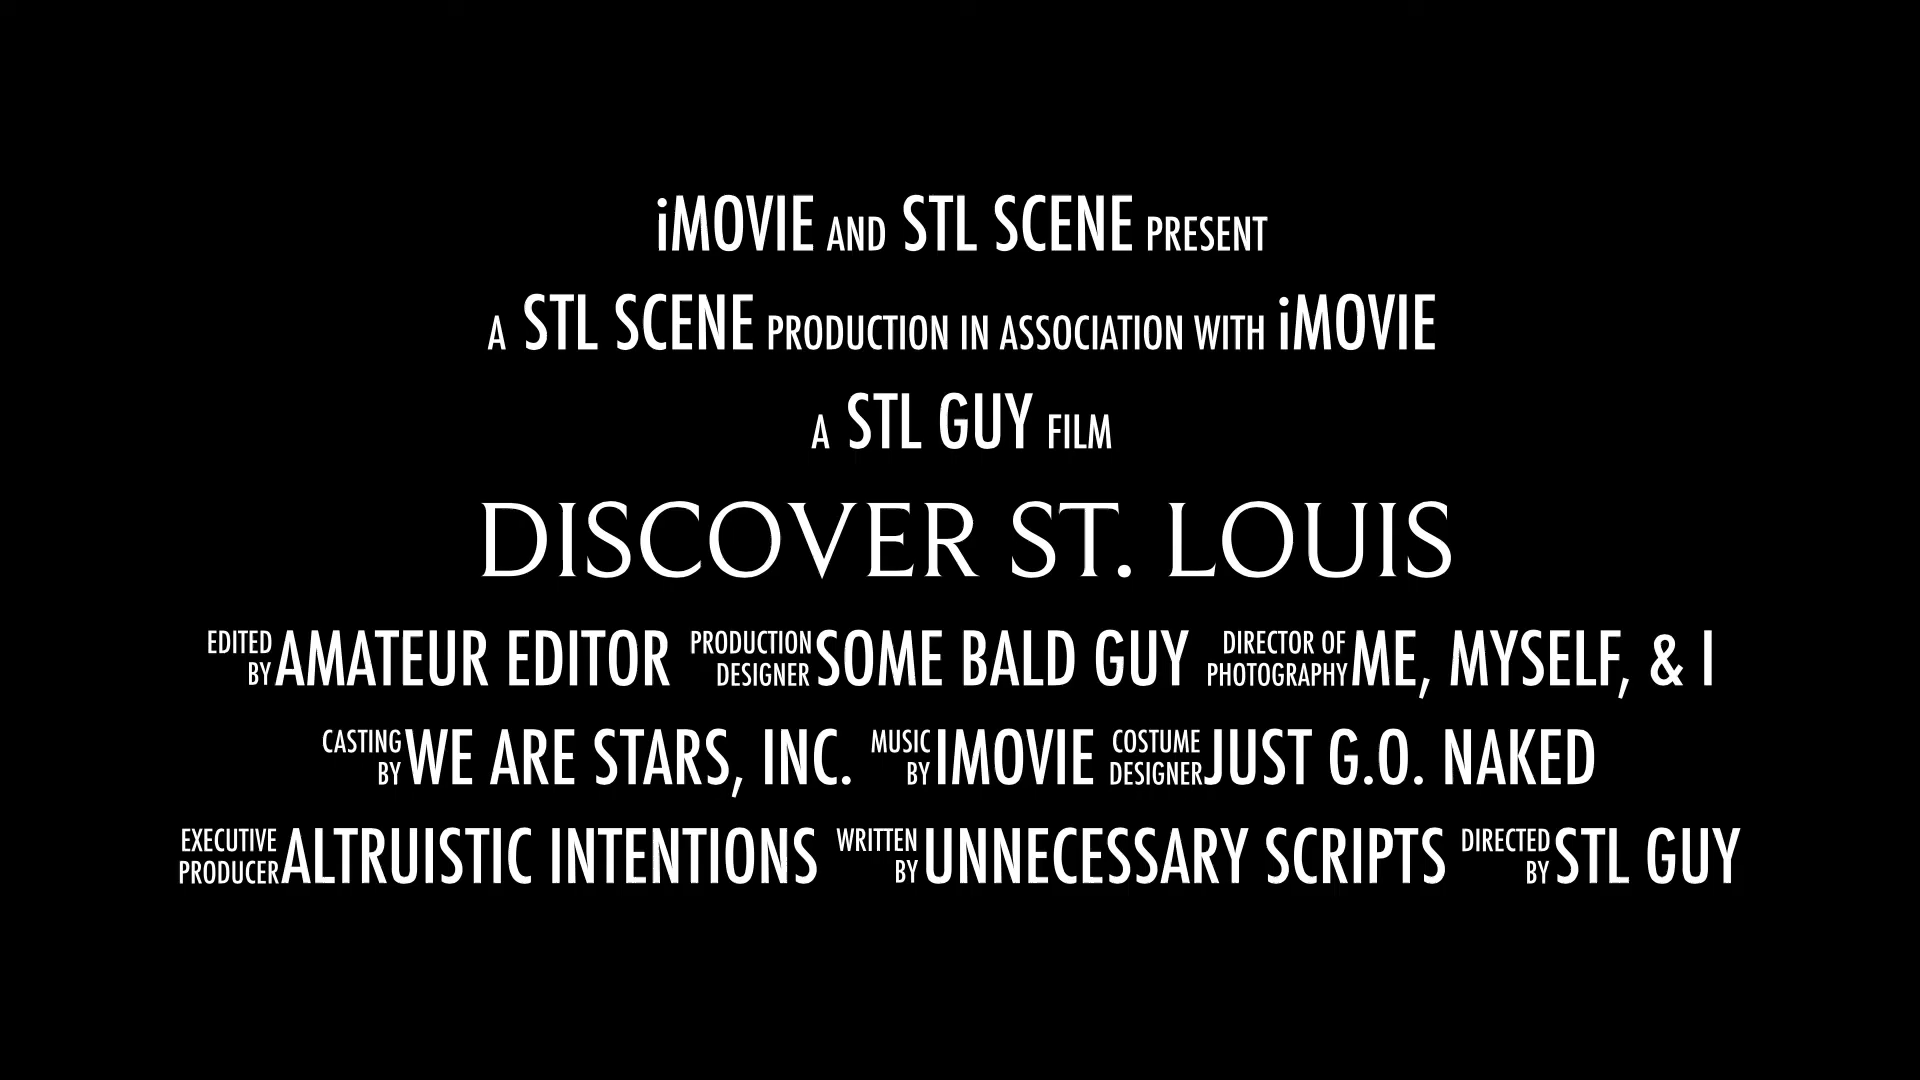 iMOVIE AND STL SCENE PRESENT
A STL SCENE PRODUCTION IN ASSOCIATION WITH iMOVIE
A STL GUY FILM
DISCOVER ST. LOUIS
EDITED BY AMATEUR EDITOR PRODUCTION DESIGNER SOME BALD GUY DIRECTOR OF PHOTOGRAPHY ME, MYSELF, & I
CASTING BY WE ARE STARS, INC. MUSIC BY IMOVIE COSTUME DESIGNER JUST G.O. NAKED
EXECUTIVE PRODUCER ALTRUISTIC INTENTIONS WRITTEN BY UNNECESSARY SCRIPTS DIRECTED BY STL GUY